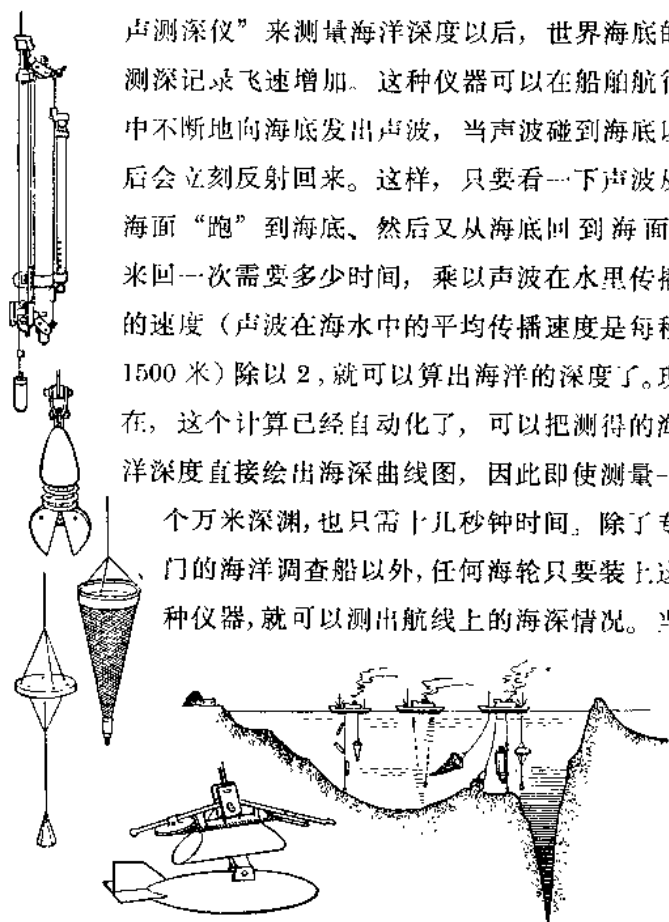 声测深仪”来测量海洋深度以后，世界海底的
测深记录飞速增加。这种仪器可以在船舶航行
中不断地向海底发出声波，当声波碰到海底以
后会立刻反射回来。这样，只要看一下声波从
海面“跑”到海底、然后又从海底回到海面
来回一次需要多少时间，乘以声波在水里传播
的速度（声波在海水中的平均传播速度是每秒
1500 米）除以 2，就可以算出海洋的深度了。现
在，这个计算已经自动化了，可以把测得的海
洋深度直接绘出海深曲线图，因此即使测量一
个万米深渊，也只需十几秒钟时间。除了专
门的海洋调查船以外，任何海轮只要装上这
种仪器，就可以测出航线上的海深情况。当